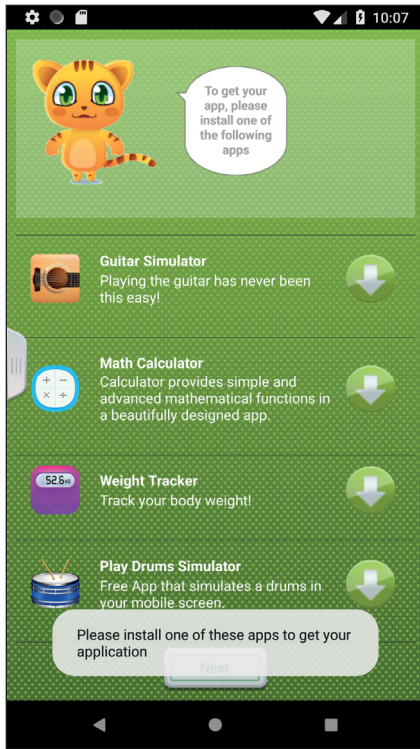 10:07
To get your
app, please
install one of
the following
apps
Guitar Simulator
Playing the guitar has never been
this easy!
Math Calculator
Calculator provides simple and
advanced mathematical functions in
a beautifully designed app.
52.6
Weight Tracker
Track your body weight!
Play Drums Simulator
Free App that simulates a drums in
your mobile screen.
Please install one of these apps to get your
application
Next